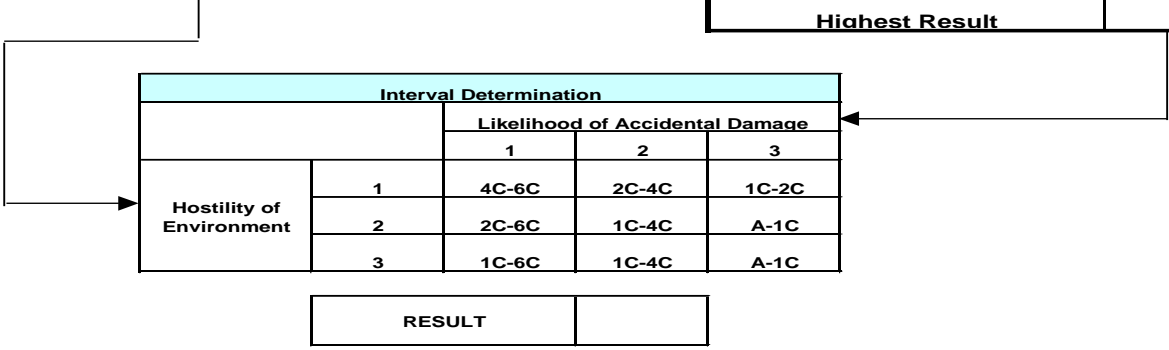 Highest Result
Interval Determination
Likelihood of Accidental Damage
1 2 3
Hostility of
Environment
1 4C-6C 2C-4C 1C-2C
2 2C-6C 1C-4C A-1C
3 1C-6C 1C-4C A-1C
RESULT